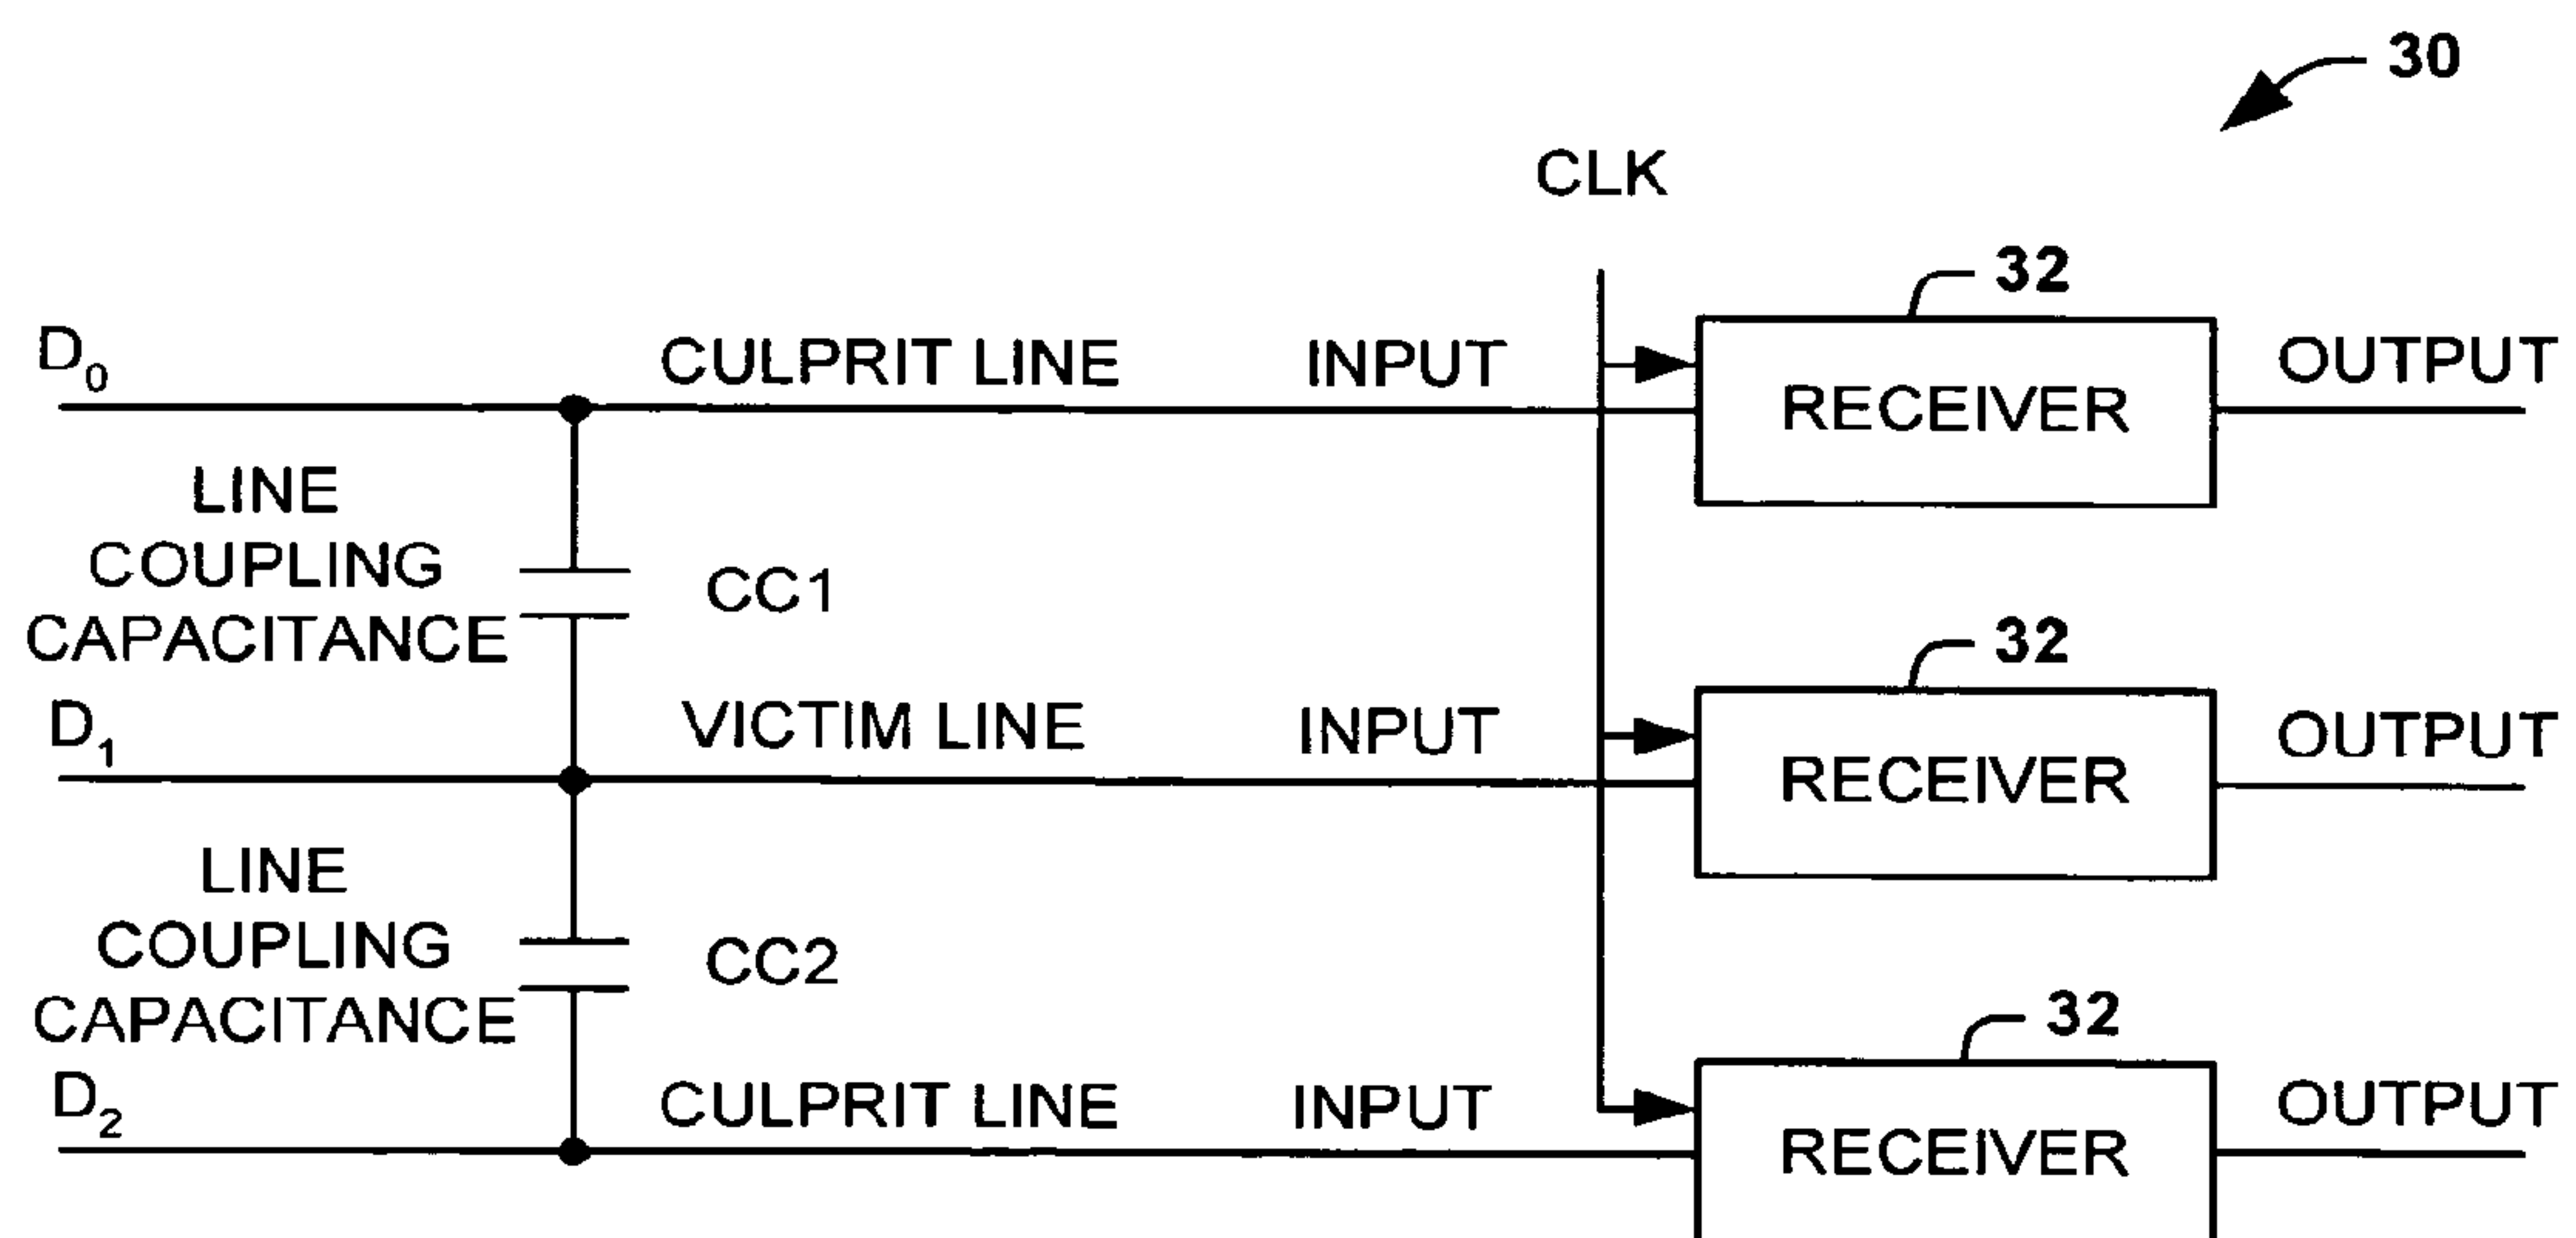 30
CLK
32
D0
CULPRIT LINE
INPUT
RECEIVER
OUTPUT
LINE
COUPLING
CAPACITANCE
CC1
32
D1
VICTIM LINE
INPUT
RECEIVER
OUTPUT
LINE
COUPLING
CAPACITANCE
CC2
32
D2
CULPRIT LINE
INPUT
RECEIVER
OUTPUT